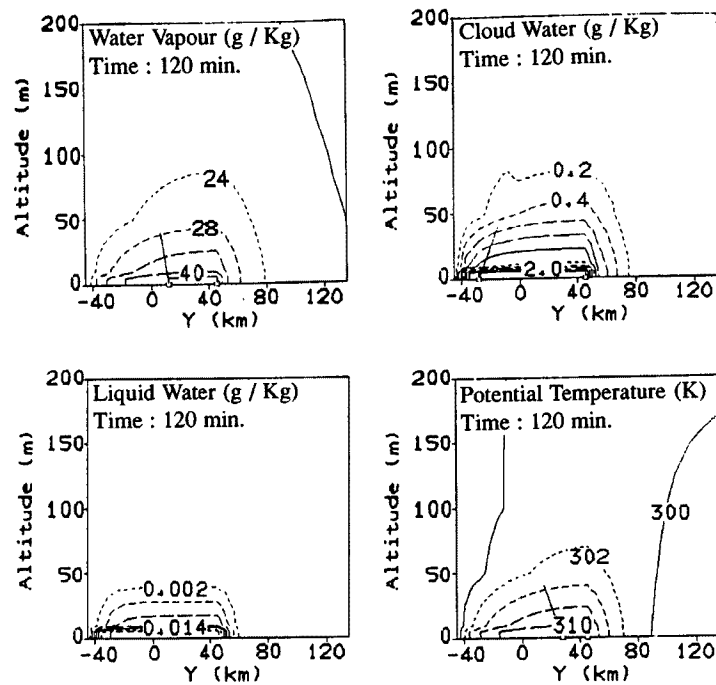 Water Vapour (g / Kg)
Time : 120 min.
Altitude (m)
200
150
100
50
0
24
28
40
-40 0 40 80 120
Y (km)
Cloud Water (g / Kg)
Time : 120 min.
Altitude (m)
200
150
100
50
0
0.2
0.4
2.0
-40 0 40 80 120
Y (km)
Liquid Water (g / Kg)
Time : 120 min.
Altitude (m)
200
150
100
50
0
0.002
0.014
-40 0 40 80 120
Y (km)
Potential Temperature (K)
Time : 120 min.
Altitude (m)
200
150
100
50
0
300
302
310
-40 0 40 80 120
Y (km)